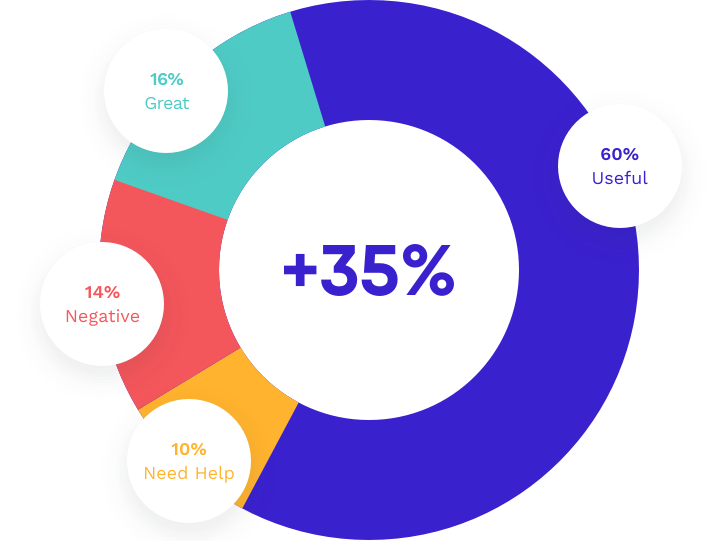 16%
Great
60%
Useful
+35%
14%
Negative
10%
Need Help